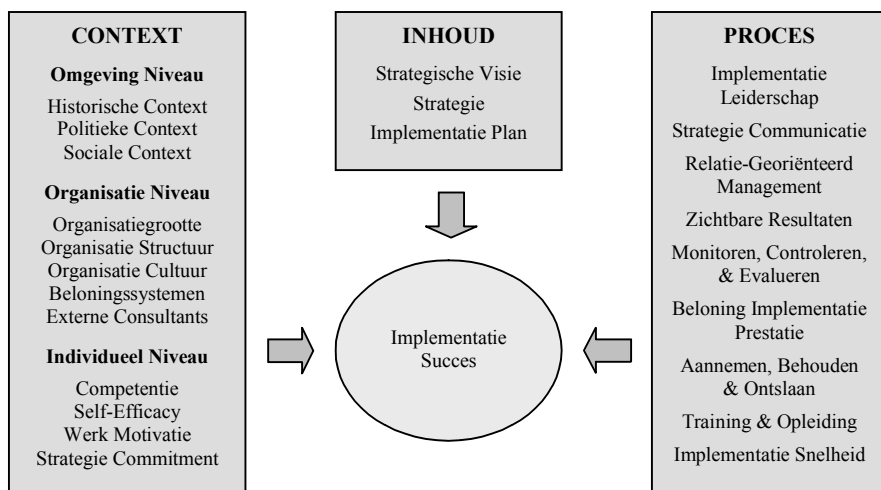 CONTEXT
Omgeving Niveau
Historische Context
Politieke Context
Sociale Context
Organisatie Niveau
Organisatiegrootte
Organisatie Structuur
Organisatie Cultuur
Beloningssystemen
Externe Consultants
Individueel Niveau
Competentie
Self-Efficacy
Werk Motivatie
Strategie Commitment
INHOUD
Strategische Visie
Strategie
Implementatie Plan
Implementatie
Succes
PROCES
Implementatie
Leiderschap
Strategie Communicatie
Relatie-Georiënteerd
Management
Zichtbare Resultaten
Monitoren, Controleren,
& Evalueren
Beloning Implementatie
Prestatie
Aannemen, Behouden
& Ontslaan
Training & Opleiding
Implementatie Snelheid